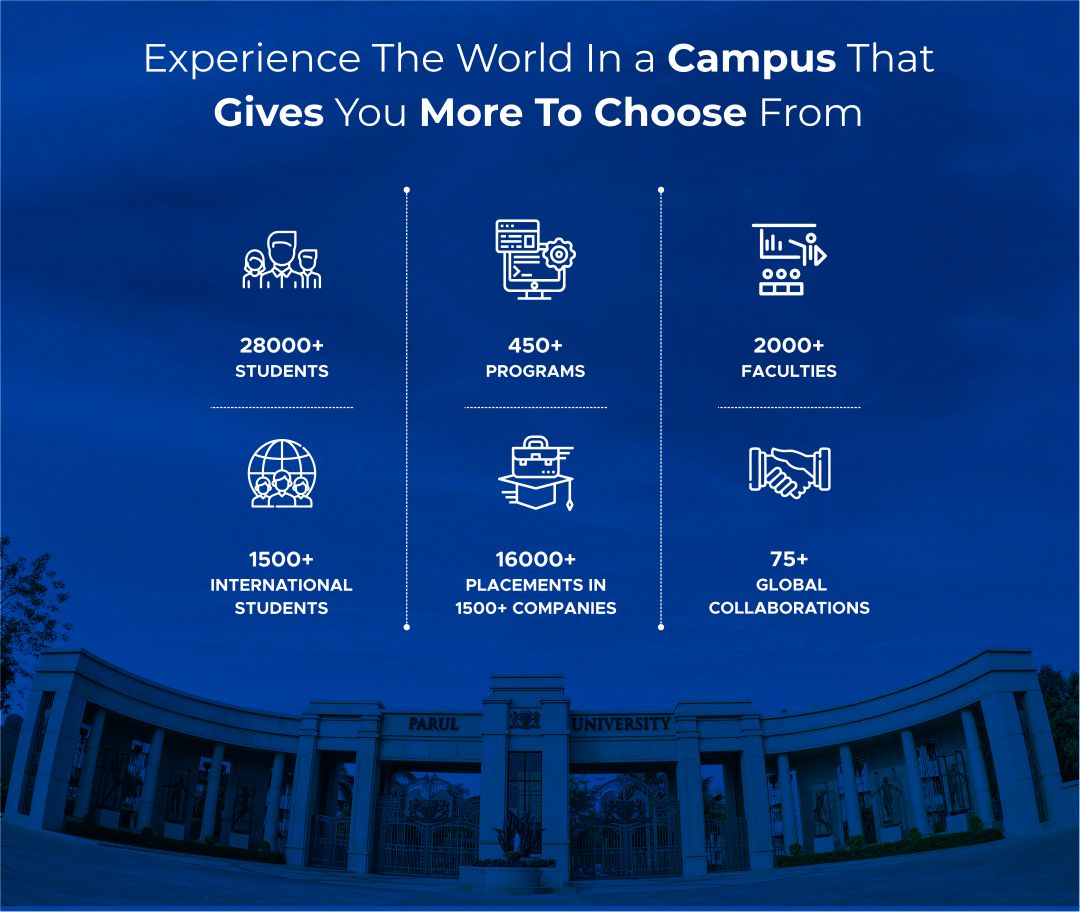 Experience The World In a Campus That
Gives You More To Choose From
28000+
STUDENTS
450+
PROGRAMS
2000+
FACULTIES
1500+
INTERNATIONAL
STUDENTS
16000+
PLACEMENTS IN
1500+ COMPANIES
75+
GLOBAL
COLLABORATIONS
PARUL UNIVERSITY